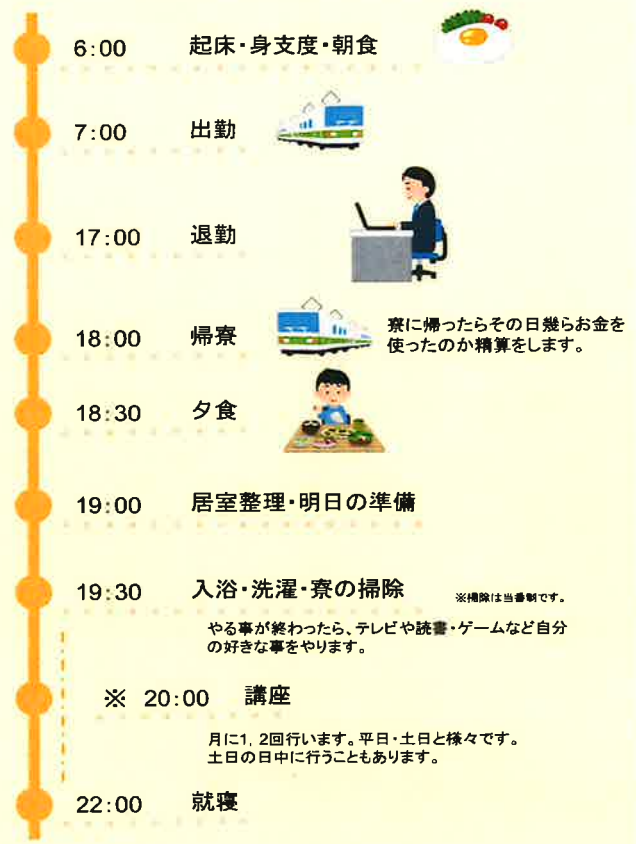 6:00 起床・身支度・朝食
7:00 出勤
17:00 退勤
18:00 帰寮
寮に帰ったらその日幾らお金を
使ったのか精算をします。
18:30 夕食
19:00 居室整理・明日の準備
19:30 入浴・洗濯・寮の掃除 ※掃除は当番制です。
やる事が終わったら、テレビや読書・ゲームなど自分
の好きな事をやります。
※ 20:00 講座
月に1, 2回行います。平日・土日と様々です。
土日の日中に行うこともあります。
22:00 就寝